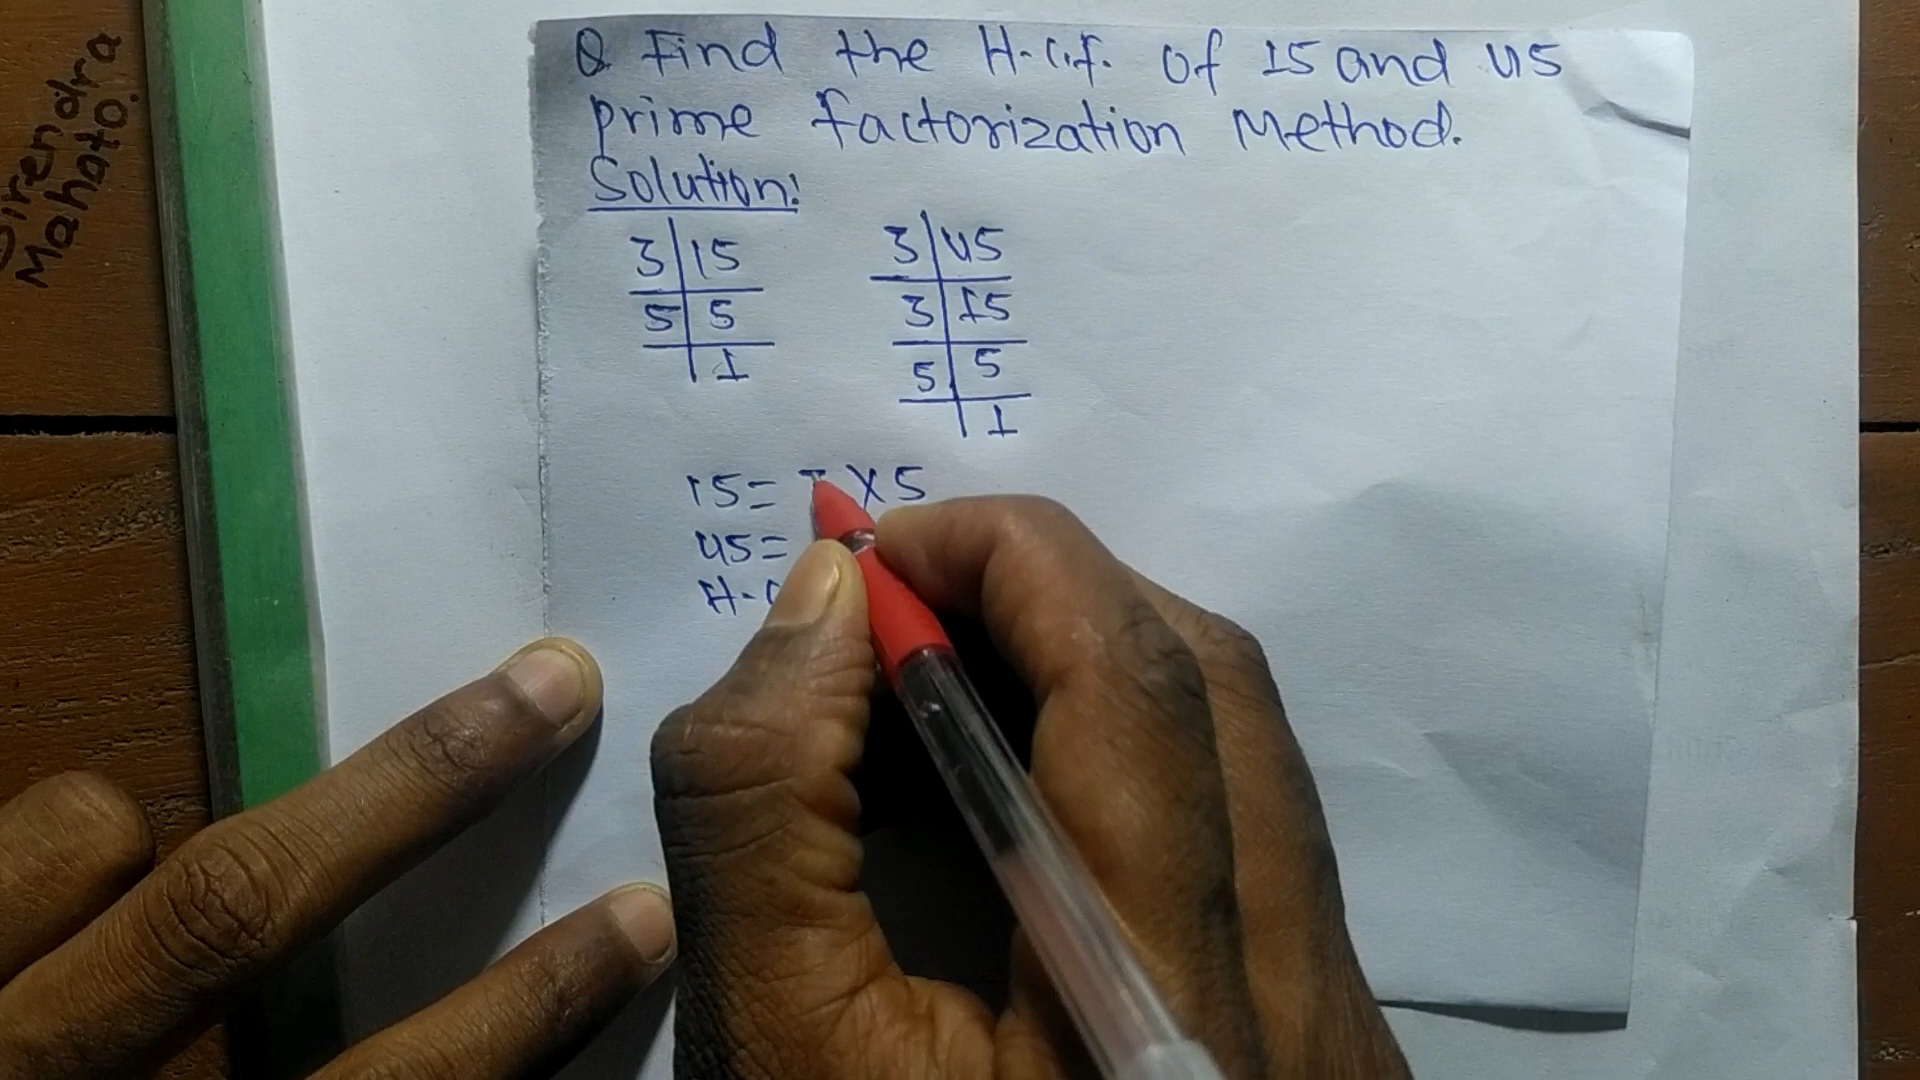 Q Find the H.C.f. of 15 and 45
prime factorization Method.
Solution:
3 | 15
5 | 5
1
3 | 45
3 | 15
5 | 5
1
15= X 5
45=
H.C
Mahato.